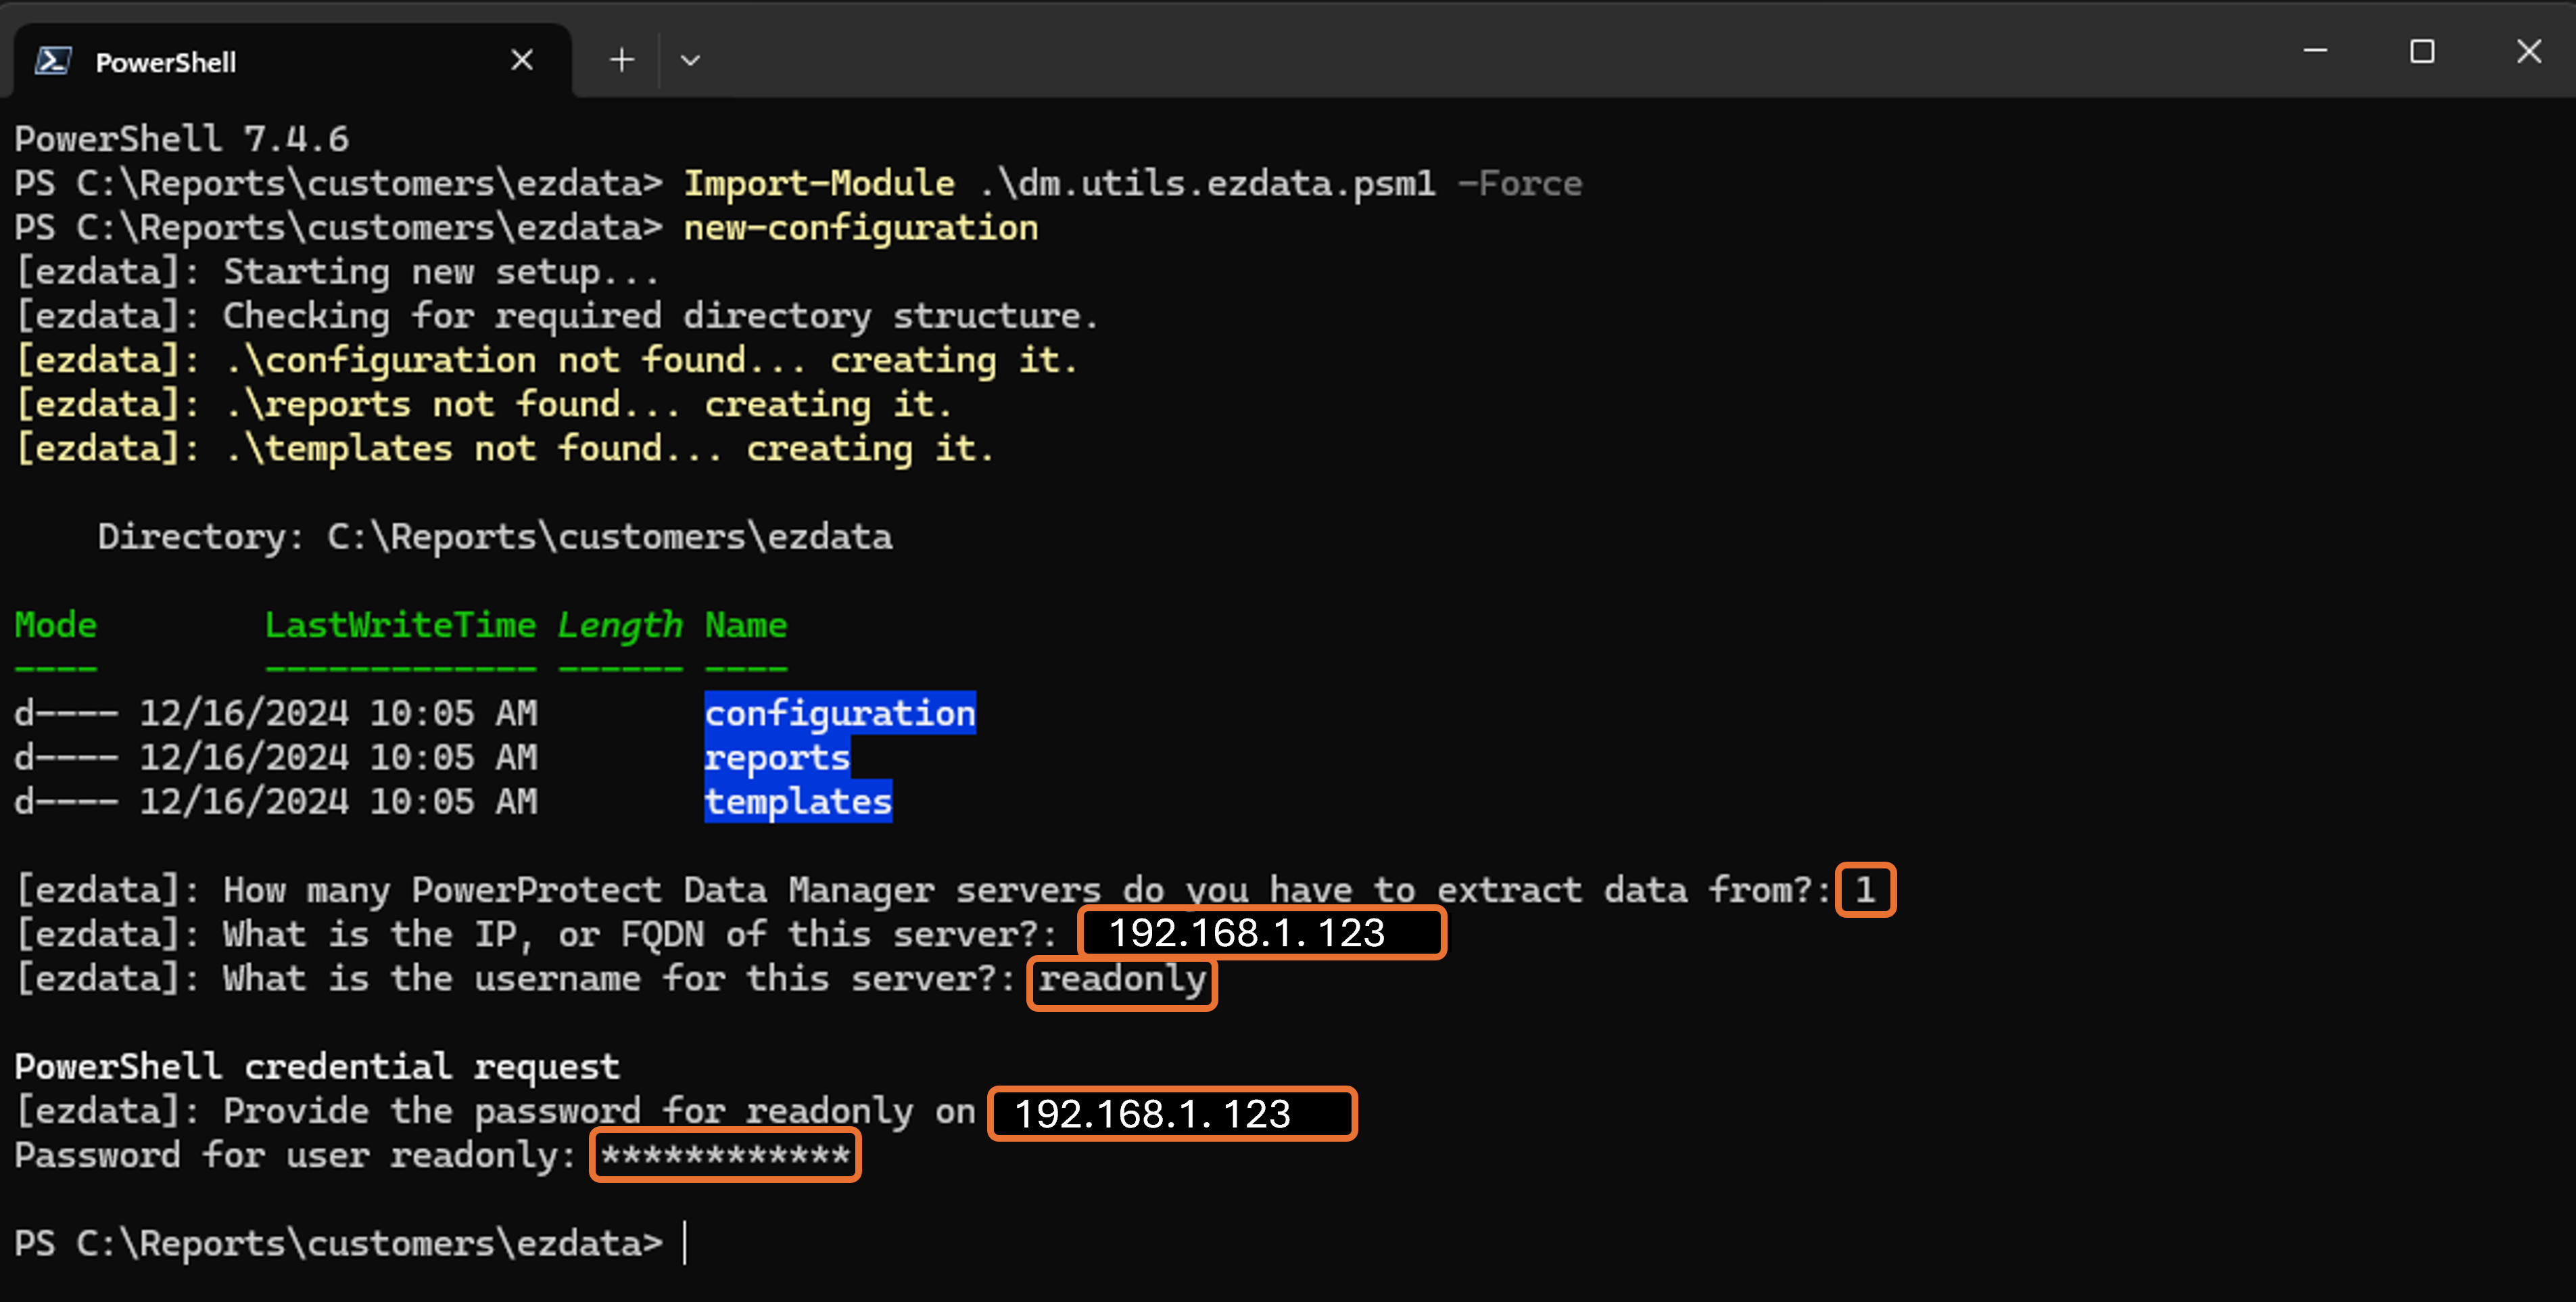 PowerShell
PowerShell 7.4.6
PS C:\Reports\customers\ezdata> Import-Module .\dm.utils.ezdata.psm1 -Force
PS C:\Reports\customers\ezdata> new-configuration
[ezdata]: Starting new setup...
[ezdata]: Checking for required directory structure.
[ezdata]: .\configuration not found... creating it.
[ezdata]: .\reports not found... creating it.
[ezdata]: .\templates not found... creating it.
Directory: C:\Reports\customers\ezdata
Mode LastWriteTime Length Name
---- ------------- ------ ----
d---- 12/16/2024 10:05 AM configuration
d---- 12/16/2024 10:05 AM reports
d---- 12/16/2024 10:05 AM templates
[ezdata]: How many PowerProtect Data Manager servers do you have to extract data from?: 1
[ezdata]: What is the IP, or FQDN of this server?: 192.168.1. 123
[ezdata]: What is the username for this server?: readonly
PowerShell credential request
[ezdata]: Provide the password for readonly on 192.168.1. 123
Password for user readonly: ************
PS C:\Reports\customers\ezdata>